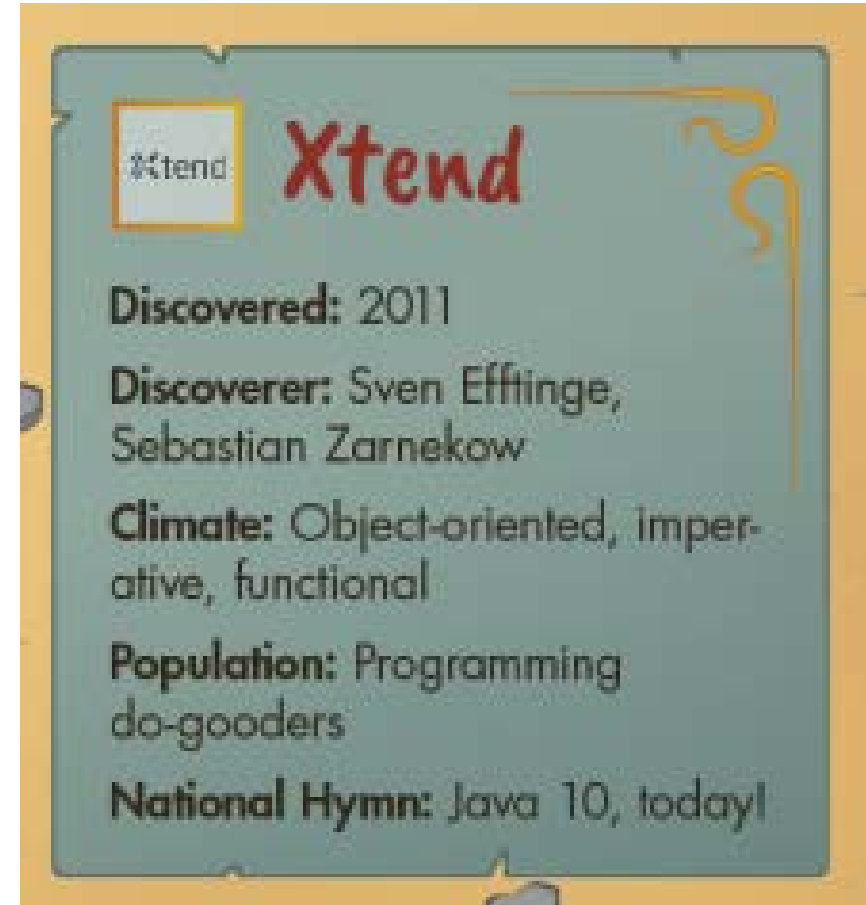 Xtend
Xtend
Discovered: 2011
Discoverer: Sven Efftinge,
Sebastian Zarnekow
Climate: Object-oriented, imper-
ative, functional
Population: Programming
do-gooders
National Hymn: Java 10, today!